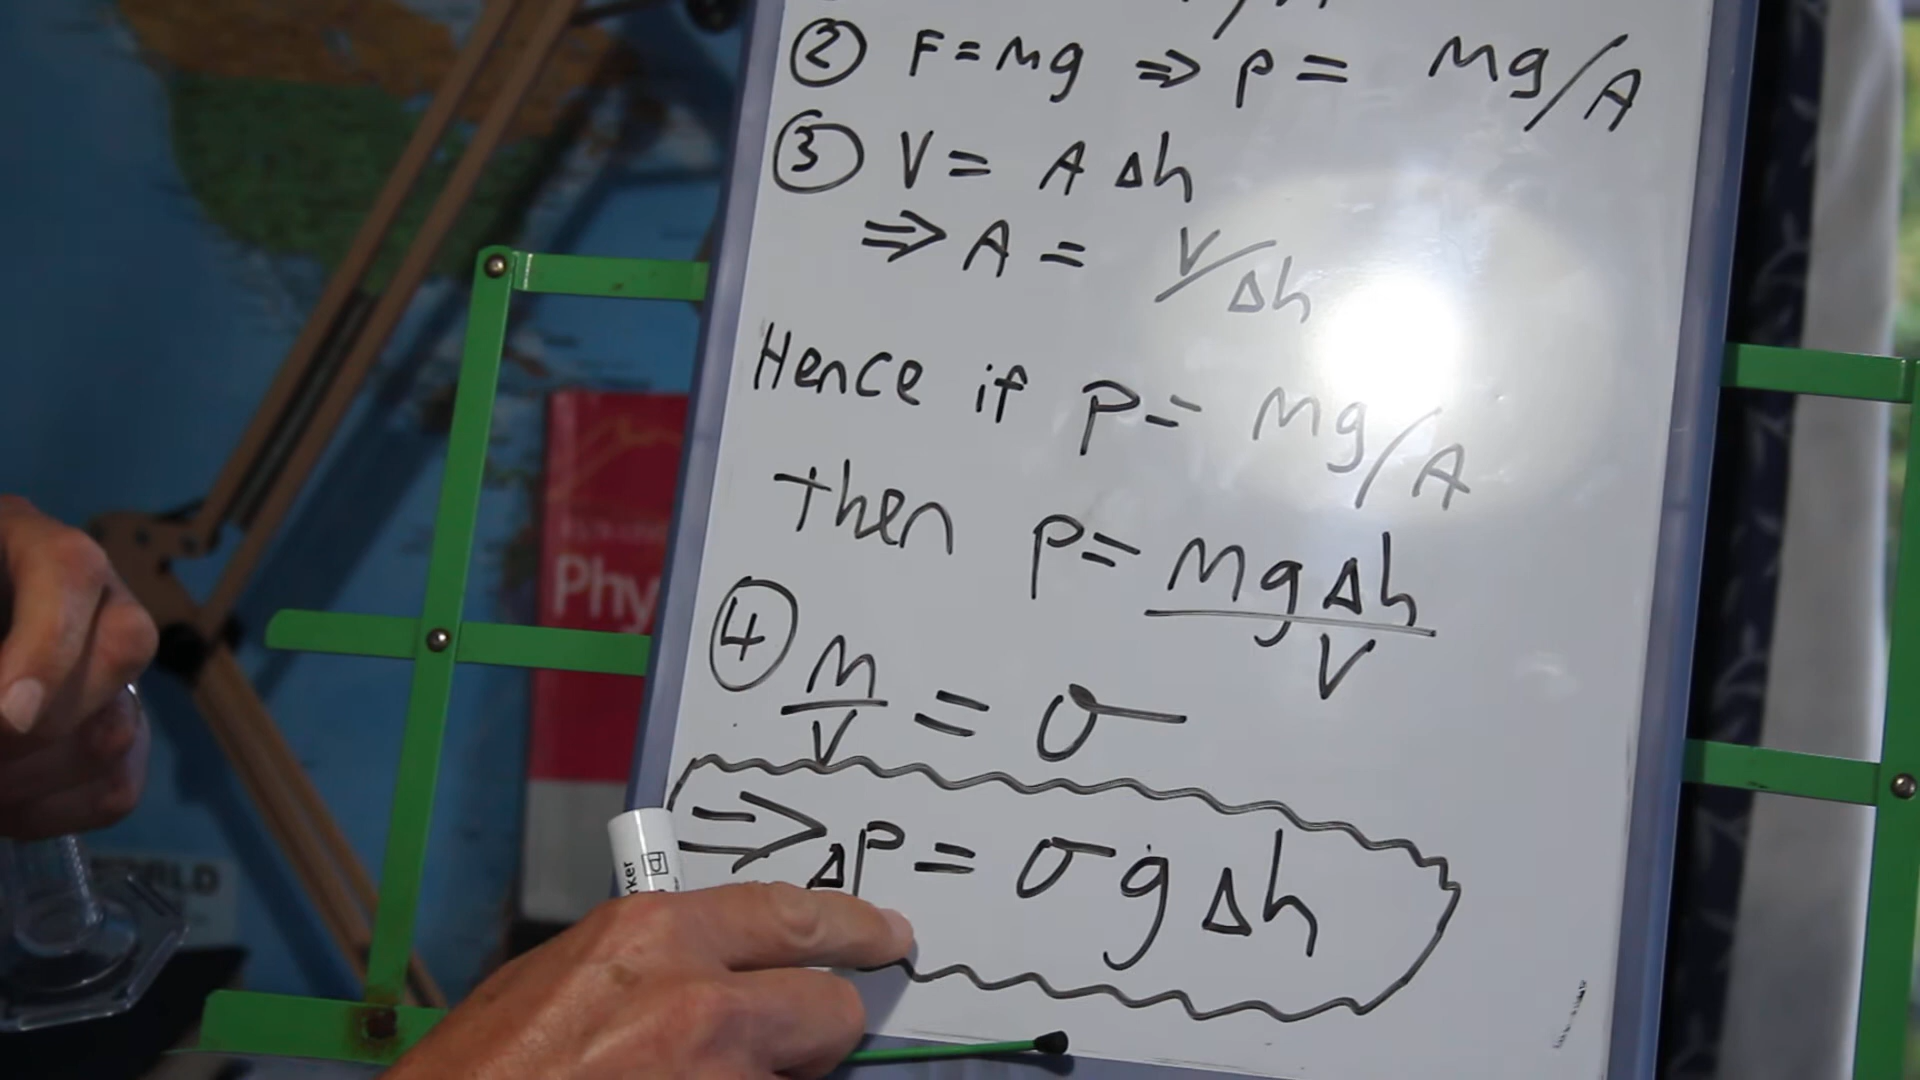 ② F = mg ⇒ P = mg/A
③ V = A Δh
⇒ A = V/Δh
Hence if P = mg/A
then P = mgΔh/V
④ M/V = σ
⇒ ΔP = σ g Δh
Phy